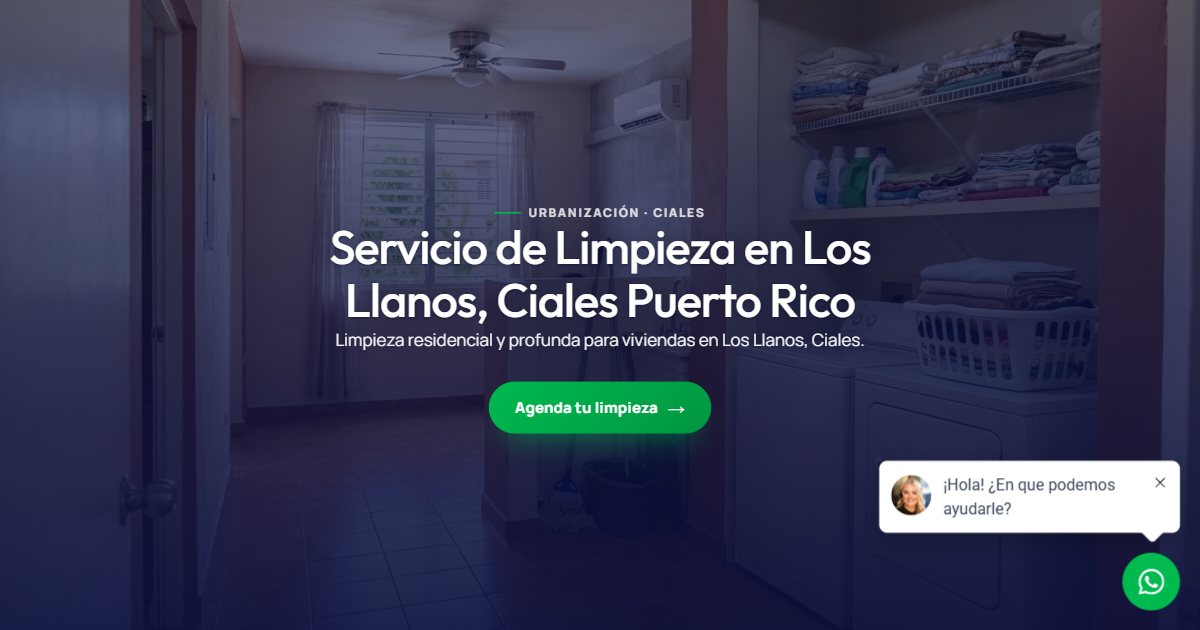 URBANIZACIÓN · CIALES
Servicio de Limpieza en Los
Llanos, Ciales Puerto Rico
Limpieza residencial y profunda para viviendas en Los Llanos, Ciales.
Agenda tu limpieza →
¡Hola! ¿En que podemos
ayudarle?